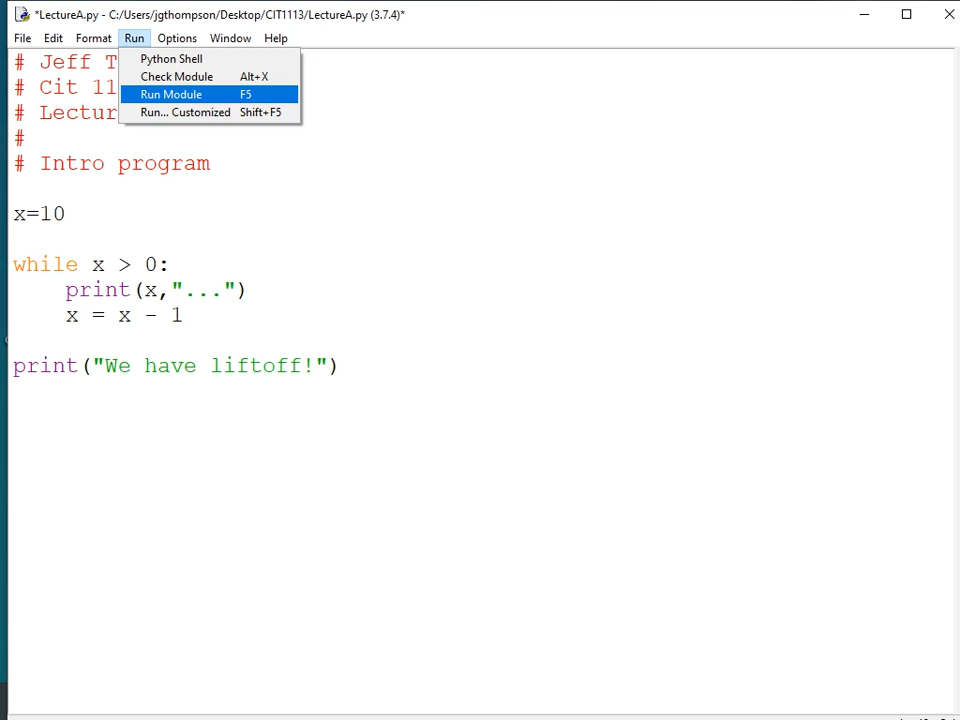 *LectureA.py - C:/Users/jgthompson/Desktop/CIT1113/LectureA.py (3.7.4)*
File Edit Format Run Options Window Help
Python Shell
Check Module Alt+X
Run Module F5
Run... Customized Shift+F5
# Jeff T
# Cit 11
# Lectur
#
# Intro program
x=10
while x > 0:
    print(x,"...")
    x = x - 1
print("We have liftoff!")